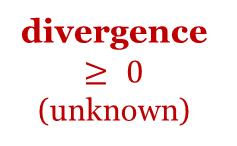 divergence
≥ 0
(unknown)